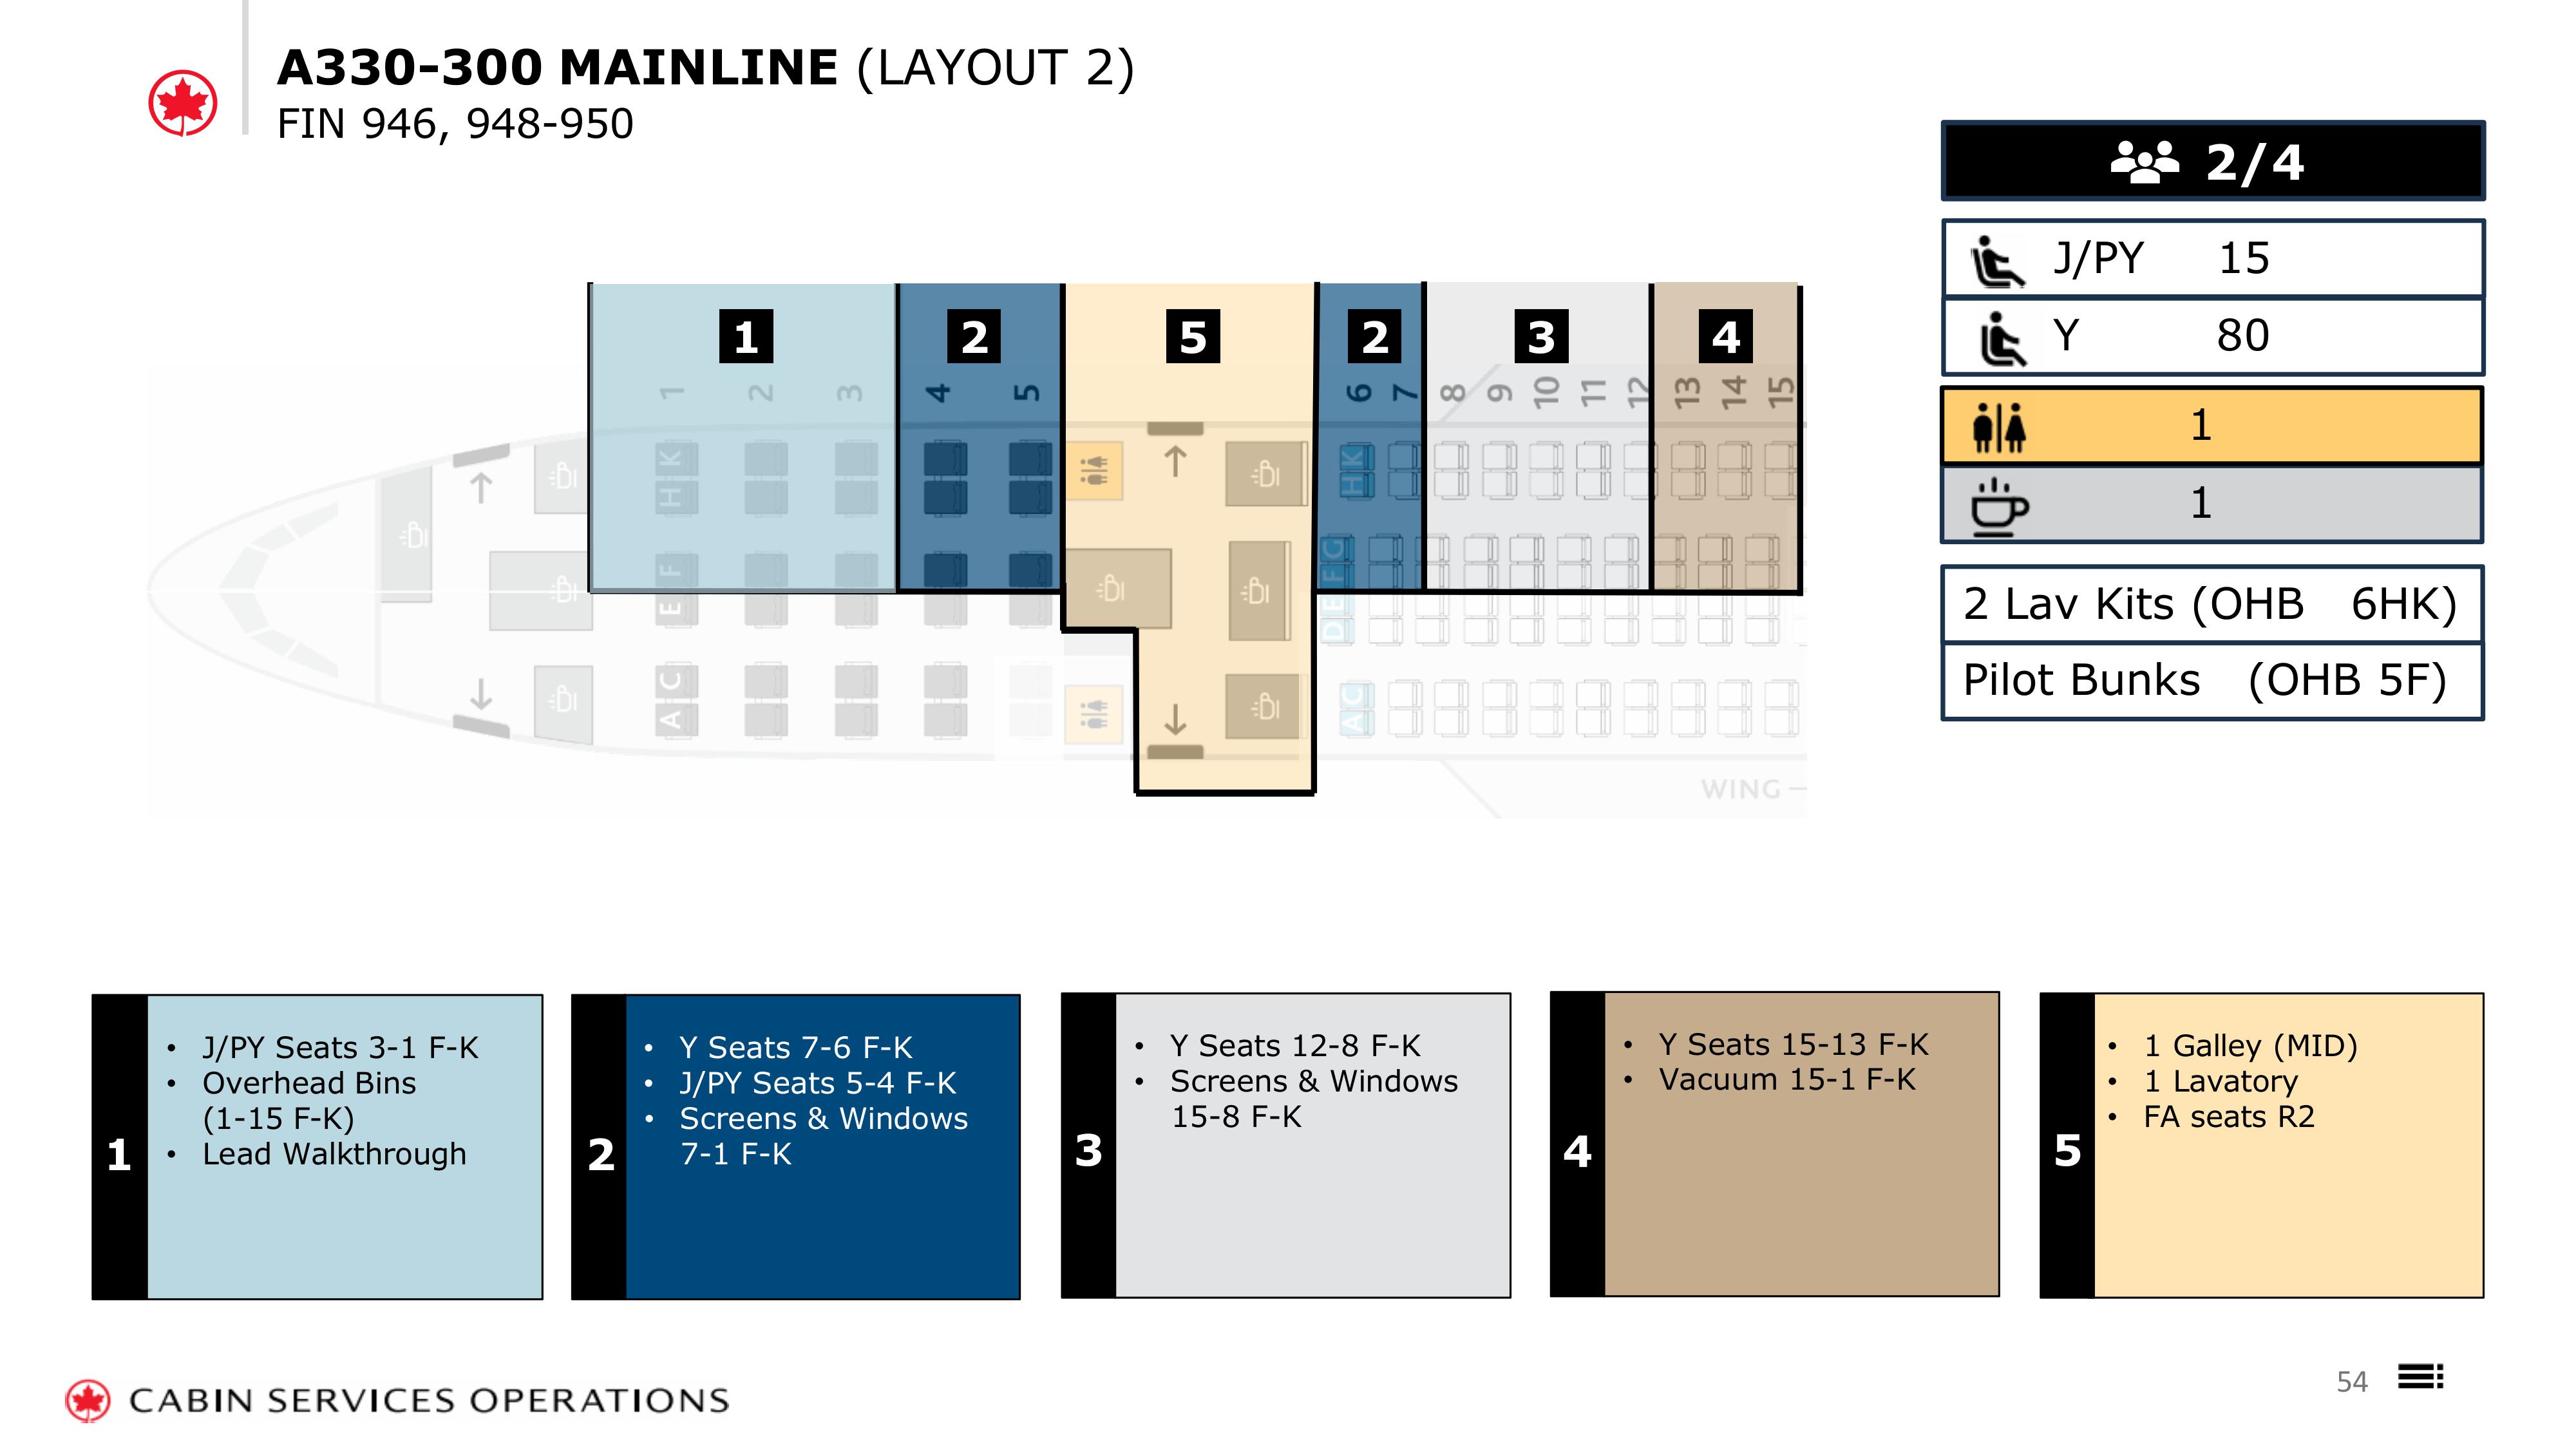 A330-300 MAINLINE (LAYOUT 2)
FIN 946, 948-950
2/4
J/PY 15
Y 80
1
1
2 Lav Kits (OHB 6HK)
Pilot Bunks (OHB 5F)
1 2 5 2 3 4
1 2 3 4 5 6 7 8 9 10 11 12 13 14 15
H K
H K
F
F G
E
D E
A C
A C
WING
1
• J/PY Seats 3-1 F-K
• Overhead Bins
(1-15 F-K)
• Lead Walkthrough
2
• Y Seats 7-6 F-K
• J/PY Seats 5-4 F-K
• Screens & Windows
7-1 F-K
3
• Y Seats 12-8 F-K
• Screens & Windows
15-8 F-K
4
• Y Seats 15-13 F-K
• Vacuum 15-1 F-K
5
• 1 Galley (MID)
• 1 Lavatory
• FA seats R2
CABIN SERVICES OPERATIONS
54